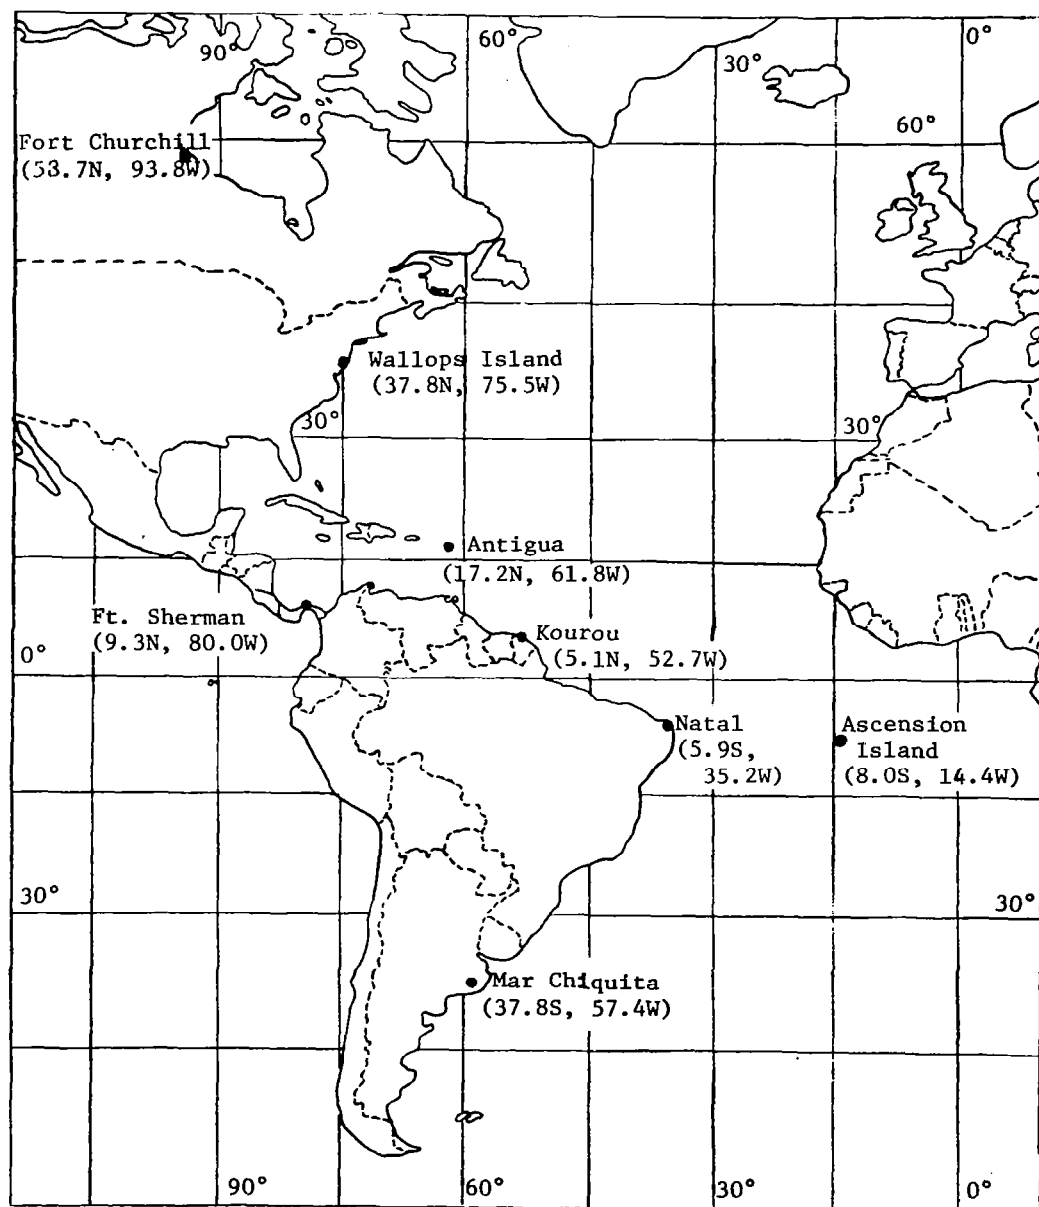 90°
60°
0°
30°
60°
Fort Churchill
(53.7N, 93.8W)
Wallops Island
(37.8N, 75.5W)
30°
30°
Antigua
(17.2N, 61.8W)
Ft. Sherman
(9.3N, 80.0W)
Kourou
(5.1N, 52.7W)
0°
Natal
(5.9S,
35.2W)
Ascension
Island
(8.0S, 14.4W)
30°
30°
Mar Chiquita
(37.8S, 57.4W)
90°
60°
30°
0°